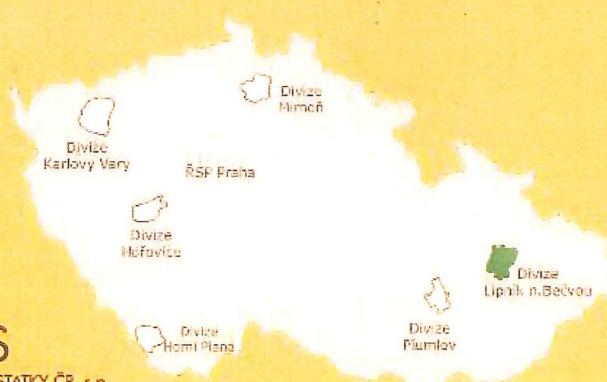 Divize
Mimoň
Divize
Karlovy Vary
ŘSP Praha
Divize
Hořovice
Divize
Lipník n.Bečvou
Divize
Plumlov
Divize
Horní Planá
S
STATKY ČR, s.p.